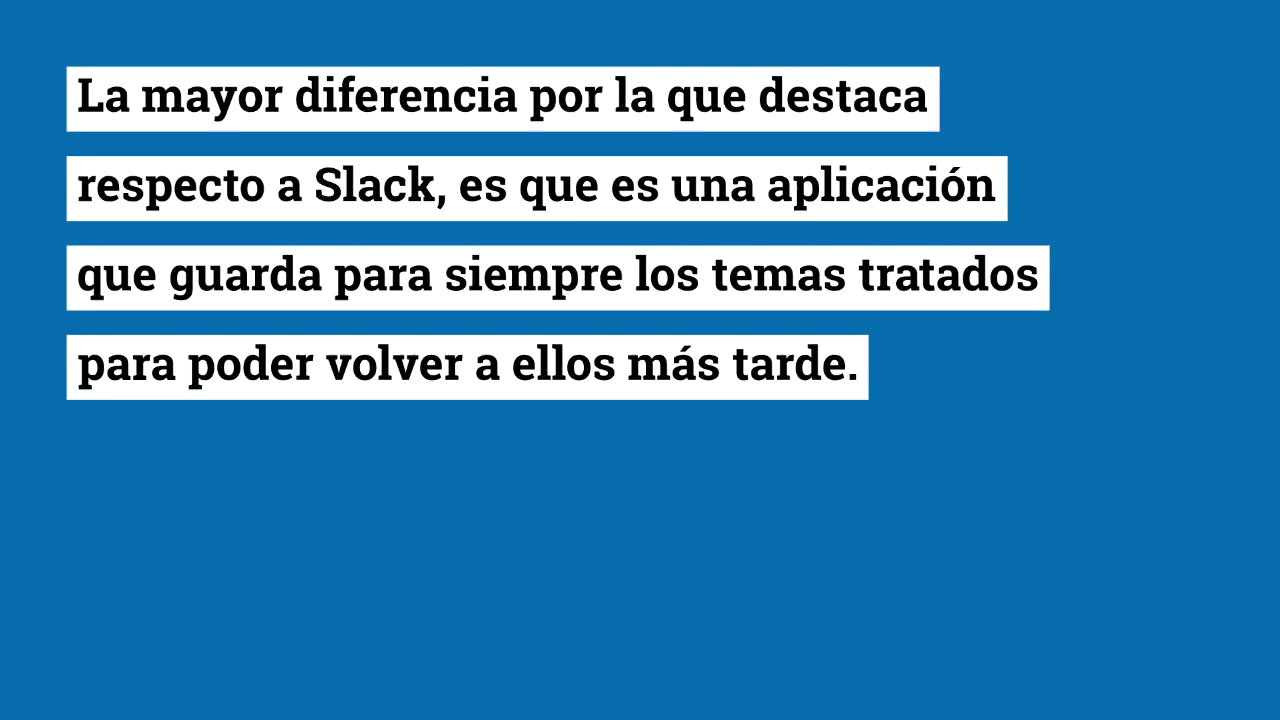 La mayor diferencia por la que destaca
respecto a Slack, es que es una aplicación
que guarda para siempre los temas tratados
para poder volver a ellos más tarde.